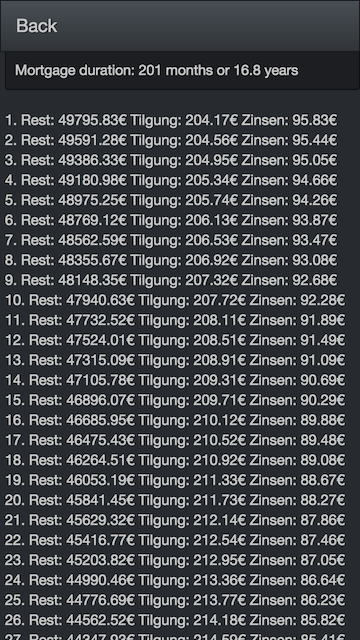 Back
Mortgage duration: 201 months or 16.8 years
1. Rest: 49795.83€ Tilgung: 204.17€ Zinsen: 95.83€
2. Rest: 49591.28€ Tilgung: 204.56€ Zinsen: 95.44€
3. Rest: 49386.33€ Tilgung: 204.95€ Zinsen: 95.05€
4. Rest: 49180.98€ Tilgung: 205.34€ Zinsen: 94.66€
5. Rest: 48975.25€ Tilgung: 205.74€ Zinsen: 94.26€
6. Rest: 48769.12€ Tilgung: 206.13€ Zinsen: 93.87€
7. Rest: 48562.59€ Tilgung: 206.53€ Zinsen: 93.47€
8. Rest: 48355.67€ Tilgung: 206.92€ Zinsen: 93.08€
9. Rest: 48148.35€ Tilgung: 207.32€ Zinsen: 92.68€
10. Rest: 47940.63€ Tilgung: 207.72€ Zinsen: 92.28€
11. Rest: 47732.52€ Tilgung: 208.11€ Zinsen: 91.89€
12. Rest: 47524.01€ Tilgung: 208.51€ Zinsen: 91.49€
13. Rest: 47315.09€ Tilgung: 208.91€ Zinsen: 91.09€
14. Rest: 47105.78€ Tilgung: 209.31€ Zinsen: 90.69€
15. Rest: 46896.07€ Tilgung: 209.71€ Zinsen: 90.29€
16. Rest: 46685.95€ Tilgung: 210.12€ Zinsen: 89.88€
17. Rest: 46475.43€ Tilgung: 210.52€ Zinsen: 89.48€
18. Rest: 46264.51€ Tilgung: 210.92€ Zinsen: 89.08€
19. Rest: 46053.19€ Tilgung: 211.33€ Zinsen: 88.67€
20. Rest: 45841.45€ Tilgung: 211.73€ Zinsen: 88.27€
21. Rest: 45629.32€ Tilgung: 212.14€ Zinsen: 87.86€
22. Rest: 45416.77€ Tilgung: 212.54€ Zinsen: 87.46€
23. Rest: 45203.82€ Tilgung: 212.95€ Zinsen: 87.05€
24. Rest: 44990.46€ Tilgung: 213.36€ Zinsen: 86.64€
25. Rest: 44776.69€ Tilgung: 213.77€ Zinsen: 86.23€
26. Rest: 44562.52€ Tilgung: 214.18€ Zinsen: 85.82€
27. Rest: 44347.93€ Tilgung: 214.59€ Zinsen: 85.41€